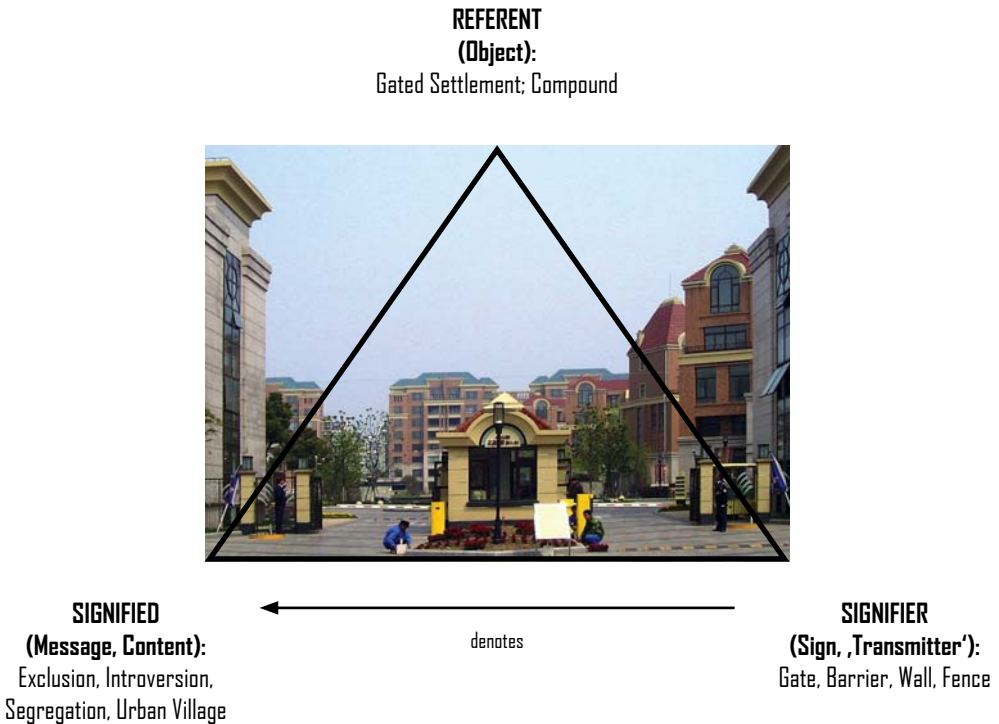 REFERENT
(Object):
Gated Settlement; Compound
SIGNIFIED
(Message, Content):
Exclusion, Introversion,
Segregation, Urban Village
denotes
SIGNIFIER
(Sign, ‚Transmitter‘):
Gate, Barrier, Wall, Fence